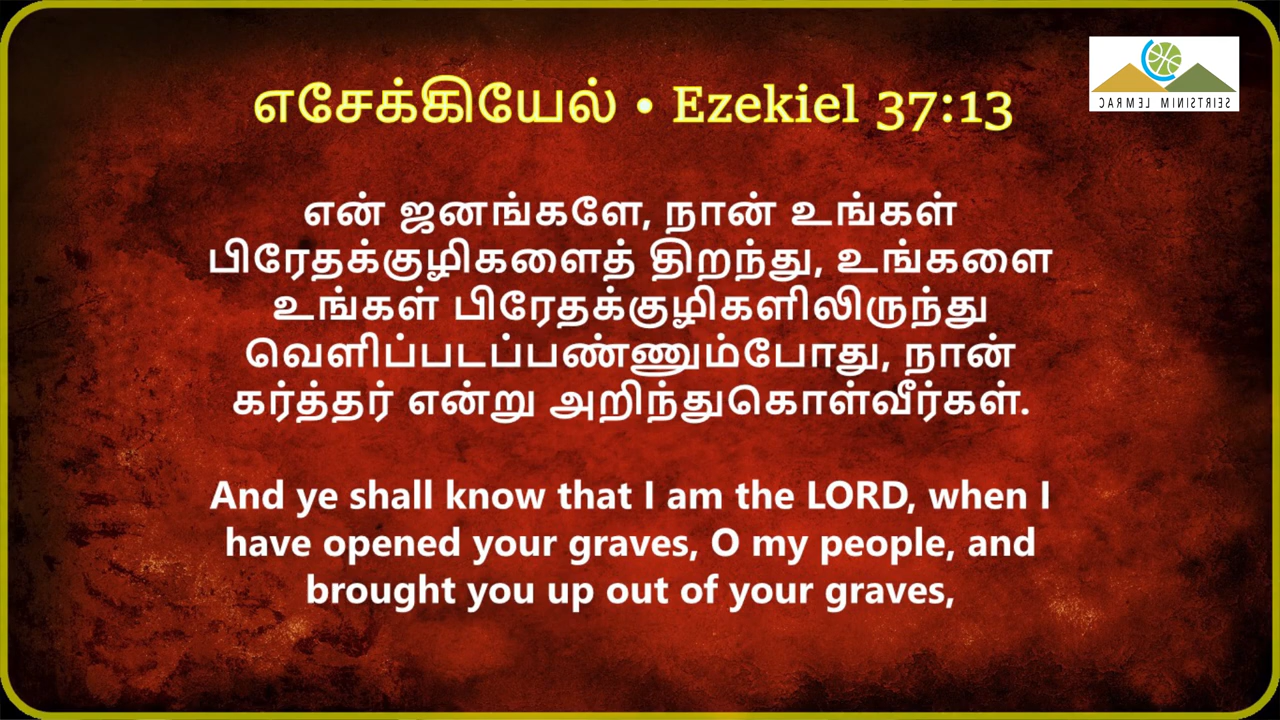 எசேக்கியேல் • Ezekiel 37:13
CARMEL MINISTRIES
என் ஜனங்களே, நான் உங்கள்
பிரேதக்குழிகளைத் திறந்து, உங்களை
உங்கள் பிரேதக்குழிகளிலிருந்து
வெளிப்படப்பண்ணும்போது, நான்
கர்த்தர் என்று அறிந்துகொள்வீர்கள்.
And ye shall know that I am the LORD, when I
have opened your graves, O my people, and
brought you up out of your graves,